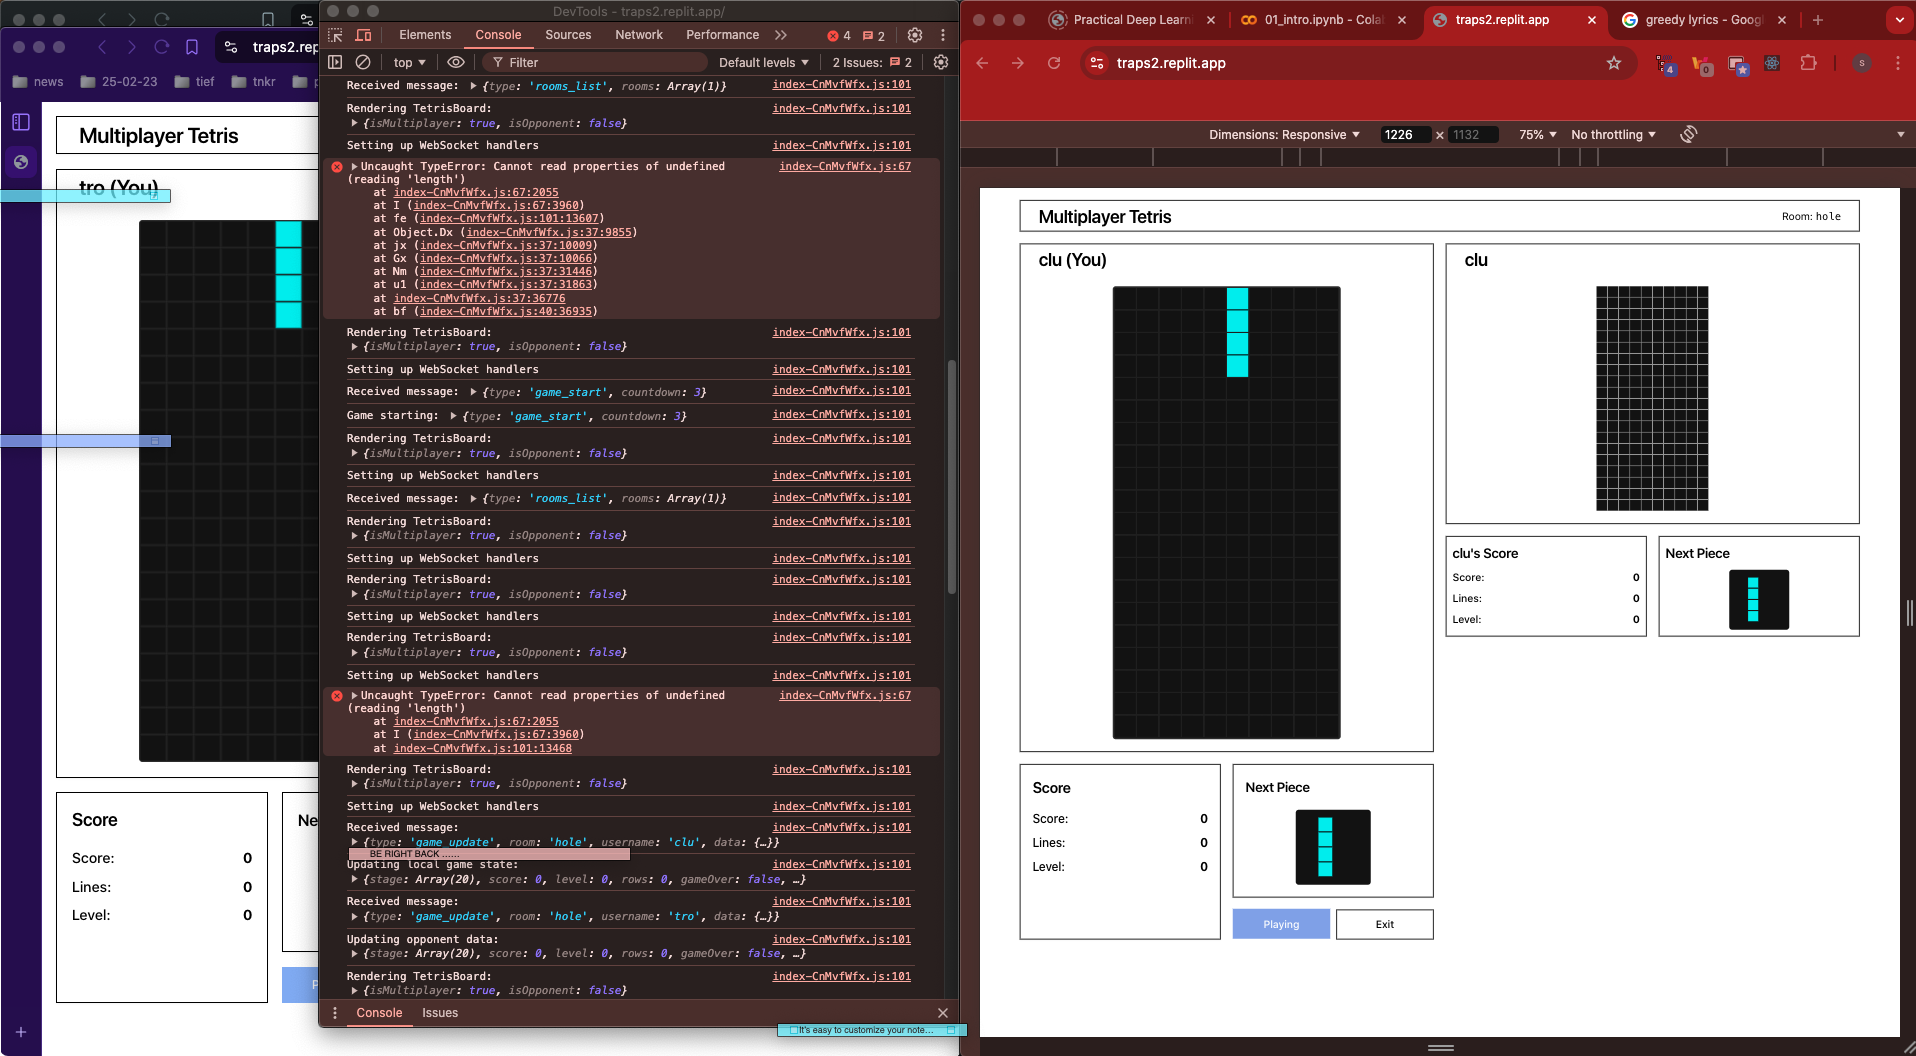 traps2.rep
news
25-02-23
tief
tnkr
p
Multiplayer Tetris
tro (You)
Score
Score: 0
Lines: 0
Level: 0
Ne
P
DevTools - traps2.replit.app/
Elements Console Sources Network Performance 4 2
top Filter Default levels 2 Issues: 2
Received message: {type: 'rooms_list', rooms: Array(1)} index-CnMvfWfx.js:101
Rendering TetrisBoard: index-CnMvfWfx.js:101
{isMultiplayer: true, isOpponent: false}
Setting up WebSocket handlers index-CnMvfWfx.js:101
Uncaught TypeError: Cannot read properties of undefined index-CnMvfWfx.js:67
(reading 'length')
at index-CnMvfWfx.js:67:2055
at I (index-CnMvfWfx.js:67:3960)
at fe (index-CnMvfWfx.js:101:13607)
at Object.Dx (index-CnMvfWfx.js:37:9855)
at jx (index-CnMvfWfx.js:37:10009)
at Gx (index-CnMvfWfx.js:37:10066)
at Nm (index-CnMvfWfx.js:37:31446)
at u1 (index-CnMvfWfx.js:37:31863)
at index-CnMvfWfx.js:37:36776
at bf (index-CnMvfWfx.js:40:36935)
Rendering TetrisBoard: index-CnMvfWfx.js:101
{isMultiplayer: true, isOpponent: false}
Setting up WebSocket handlers index-CnMvfWfx.js:101
Received message: {type: 'game_start', countdown: 3} index-CnMvfWfx.js:101
Game starting: {type: 'game_start', countdown: 3} index-CnMvfWfx.js:101
Rendering TetrisBoard: index-CnMvfWfx.js:101
{isMultiplayer: true, isOpponent: false}
Setting up WebSocket handlers index-CnMvfWfx.js:101
Received message: {type: 'rooms_list', rooms: Array(1)} index-CnMvfWfx.js:101
Rendering TetrisBoard: index-CnMvfWfx.js:101
{isMultiplayer: true, isOpponent: false}
Setting up WebSocket handlers index-CnMvfWfx.js:101
Rendering TetrisBoard: index-CnMvfWfx.js:101
{isMultiplayer: true, isOpponent: false}
Setting up WebSocket handlers index-CnMvfWfx.js:101
Rendering TetrisBoard: index-CnMvfWfx.js:101
{isMultiplayer: true, isOpponent: false}
Setting up WebSocket handlers index-CnMvfWfx.js:101
Uncaught TypeError: Cannot read properties of undefined index-CnMvfWfx.js:67
(reading 'length')
at index-CnMvfWfx.js:67:2055
at I (index-CnMvfWfx.js:67:3960)
at index-CnMvfWfx.js:101:13468
Rendering TetrisBoard: index-CnMvfWfx.js:101
{isMultiplayer: true, isOpponent: false}
Setting up WebSocket handlers index-CnMvfWfx.js:101
Received message: index-CnMvfWfx.js:101
{type: 'game_update', room: 'hole', username: 'clu', data: {…}}
BE RIGHT BACK ......
Updating local game state: index-CnMvfWfx.js:101
{stage: Array(20), score: 0, level: 0, rows: 0, gameOver: false, …}
Received message: index-CnMvfWfx.js:101
{type: 'game_update', room: 'hole', username: 'tro', data: {…}}
Updating opponent data: index-CnMvfWfx.js:101
{stage: Array(20), score: 0, level: 0, rows: 0, gameOver: false, …}
Rendering TetrisBoard: index-CnMvfWfx.js:101
{isMultiplayer: true, isOpponent: false}
Console Issues
It's easy to customize your note...
Practical Deep Learni
01_intro.ipynb - Cola
traps2.replit.app
greedy lyrics - Goog
traps2.replit.app
4
0
S
Dimensions: Responsive 1226 × 1132 75% No throttling
Multiplayer Tetris Room: hole
clu (You)
clu
clu's Score
Score: 0
Lines: 0
Level: 0
Next Piece
Score
Score: 0
Lines: 0
Level: 0
Next Piece
Playing
Exit